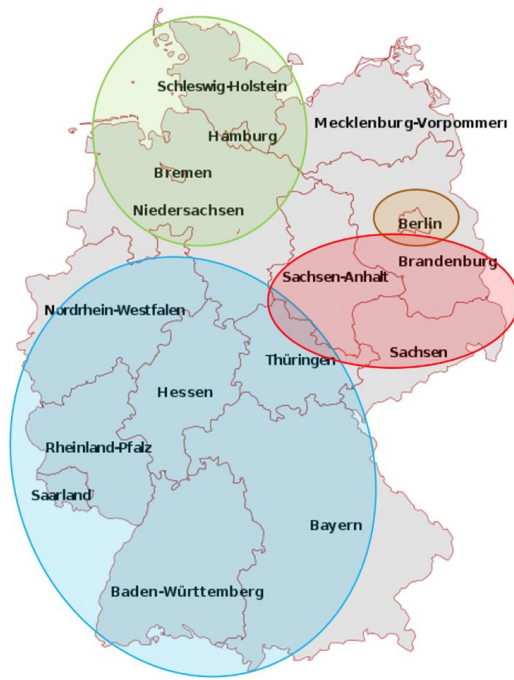 Schleswig-Holstein
Mecklenburg-Vorpommern
Hamburg
Bremen
Niedersachsen
Berlin
Brandenburg
Sachsen-Anhalt
Nordrhein-Westfalen
Sachsen
Thüringen
Hessen
Rheinland-Pfalz
Saarland
Bayern
Baden-Württemberg